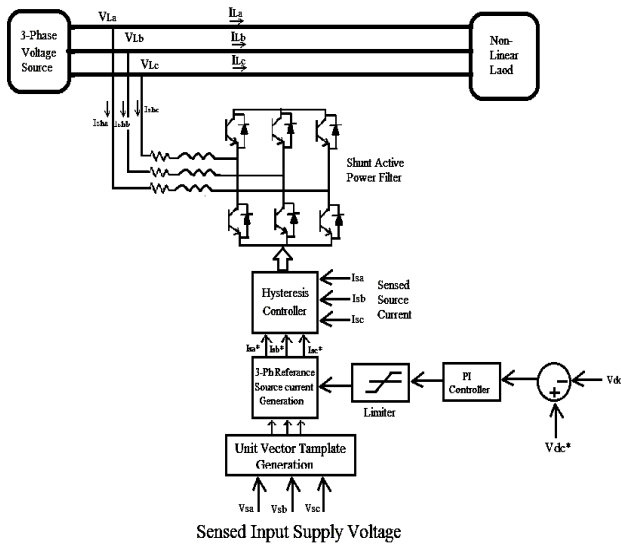 3-Phase
Voltage
Source
VLa
VLb
VLc
ILa
ILb
ILc
Non-
Linear
Laod
Isha
Ishb
Ishc
Shunt Active
Power Filter
Hysteresis
Controller
Isa
Isb
Isc
Sensed
Source
Current
Isa*
Isb*
Isc*
3-Ph Referance
Source current
Generation
Limiter
PI
Controller
Vdc
Vdc*
Unit Vector Tamplate
Generation
Vsa
Vsb
Vsc
Sensed Input Supply Voltage